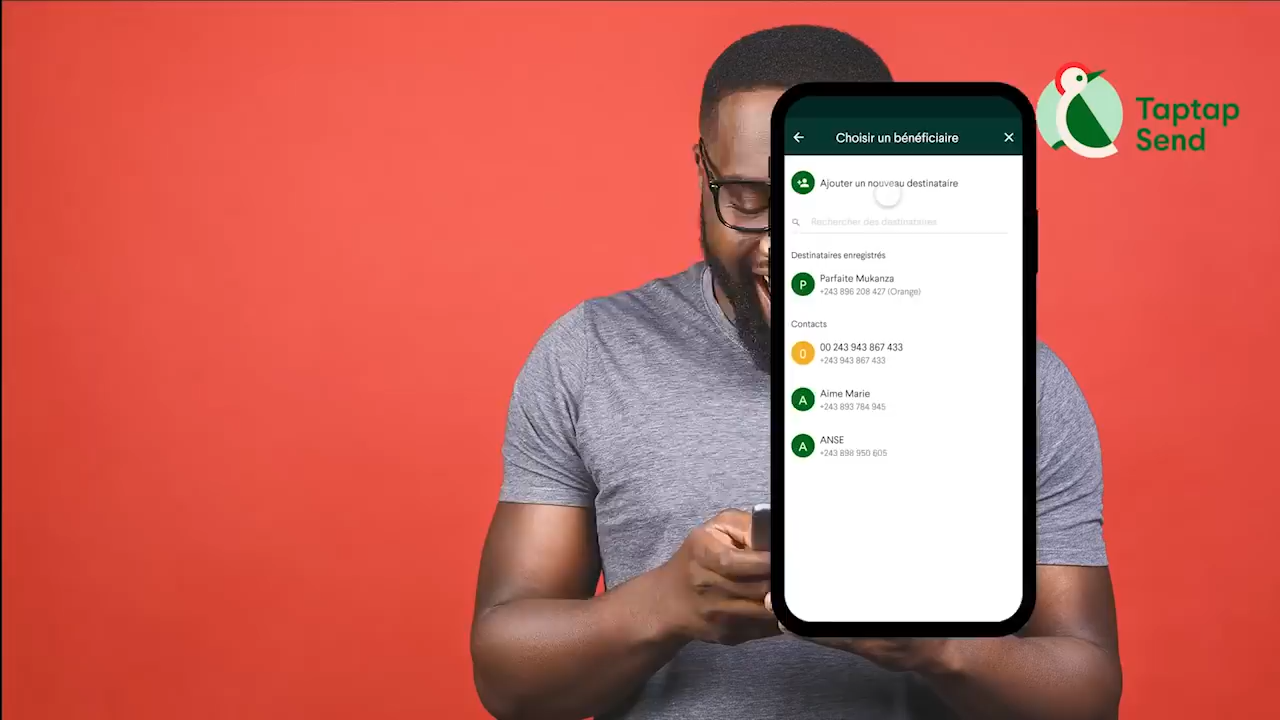 Taptap
Send
Choisir un bénéficiaire
Ajouter un nouveau destinataire
Rechercher des destinataires
Destinataires enregistrés
P
Parfaite Mukanza
+243 896 208 427 (Orange)
Contacts
0
00 243 943 867 433
+243 943 867 433
A
Aime Marie
+243 893 784 945
A
ANSE
+243 898 950 605